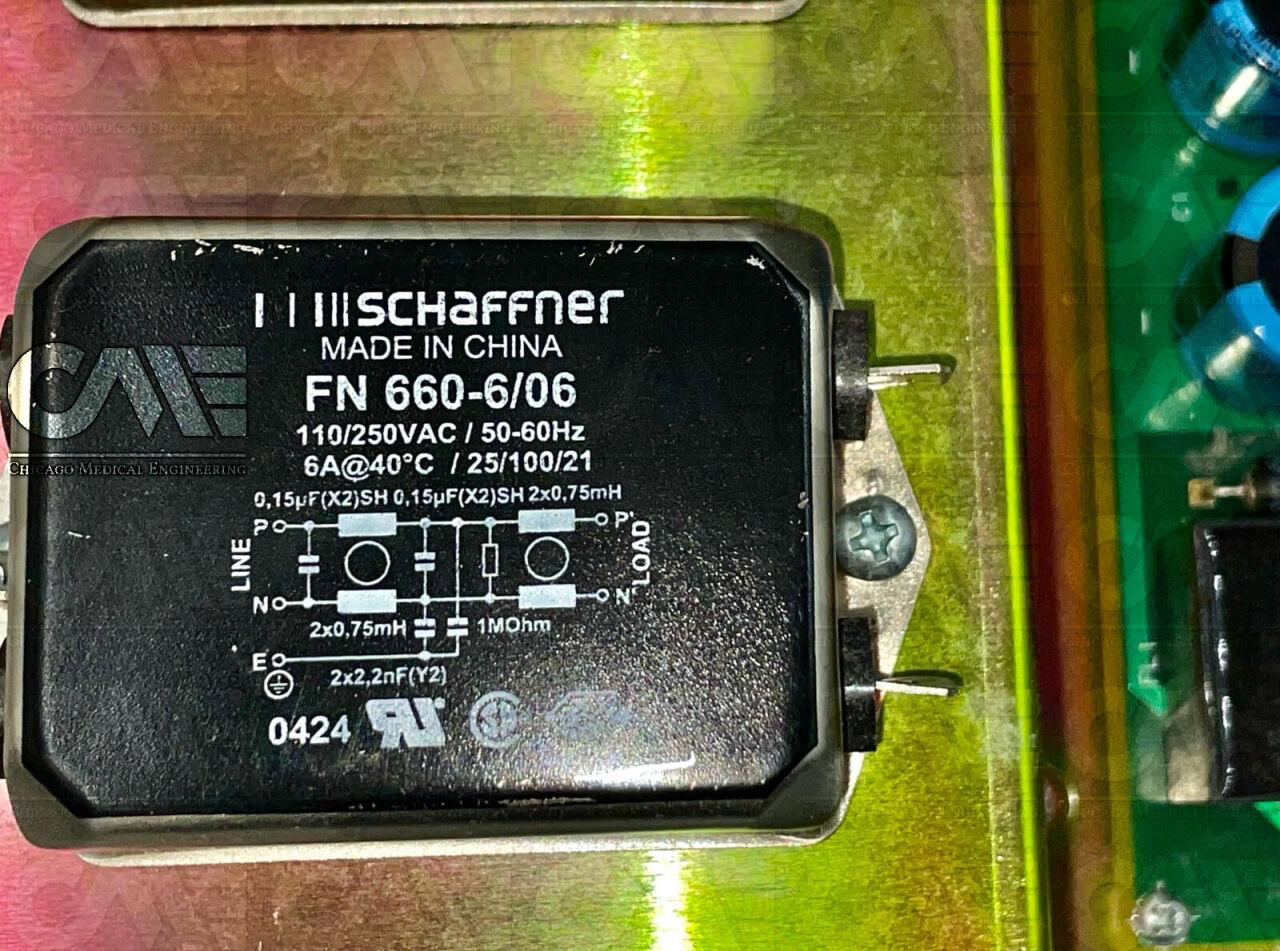 SCHAFFNER
MADE IN CHINA
FN 660-6/06
110/250VAC / 50-60Hz
6A@40°C / 25/100/21
0,15µF(X2)SH 0,15µF(X2)SH 2x0,75mH
P P'
LINE LOAD
N N'
2x0,75mH 1MOhm
E
2x2,2nF(Y2)
0424
CME
CHICAGO MEDICAL ENGINEERING